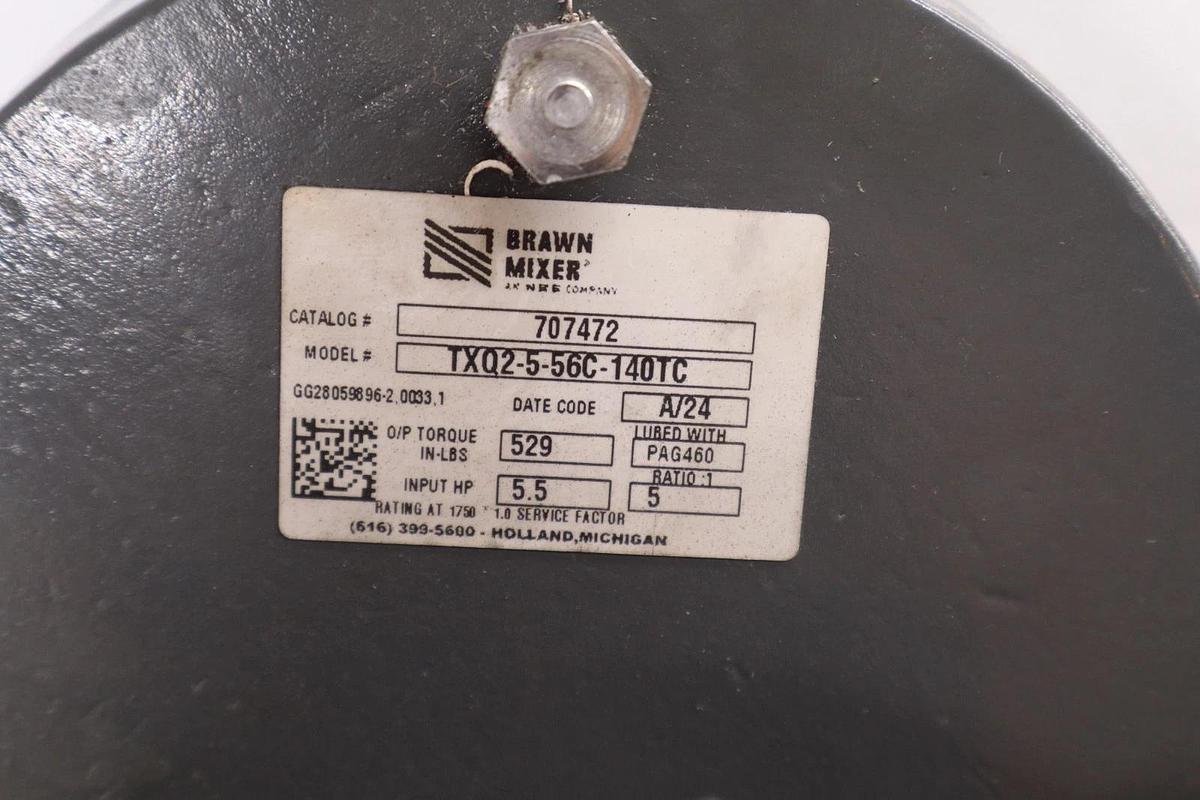 BRAWN
MIXER
AN NBE COMPANY
CATALOG # 707472
MODEL # TXQ2-5-56C-140TC
GG28059896-2,0033,1 DATE CODE A/24
O/P TORQUE IN-LBS 529
LUBED WITH PAG460
INPUT HP 5.5
RATIO :1 5
RATING AT 1750 * 1.0 SERVICE FACTOR
(616) 399-5600 - HOLLAND,MICHIGAN